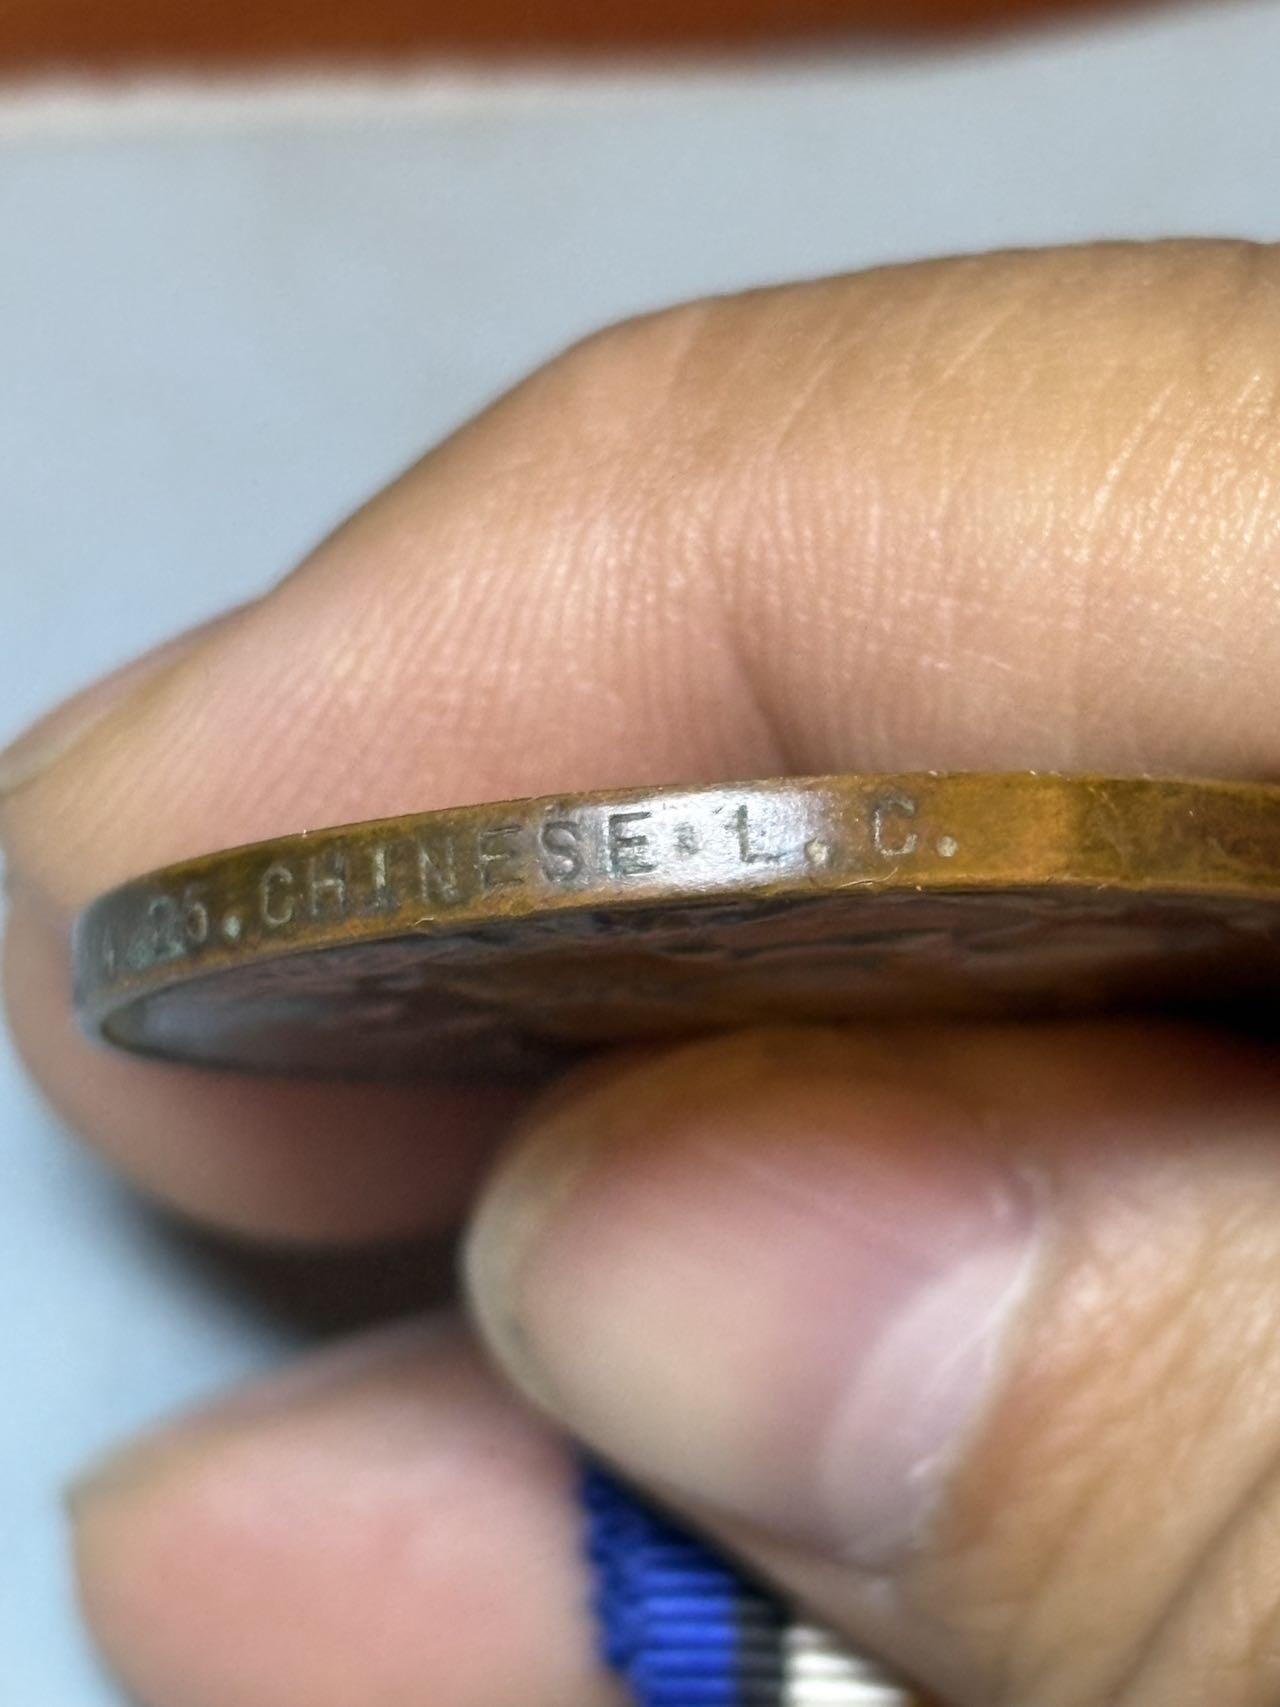 25. CHINESE. L. C.